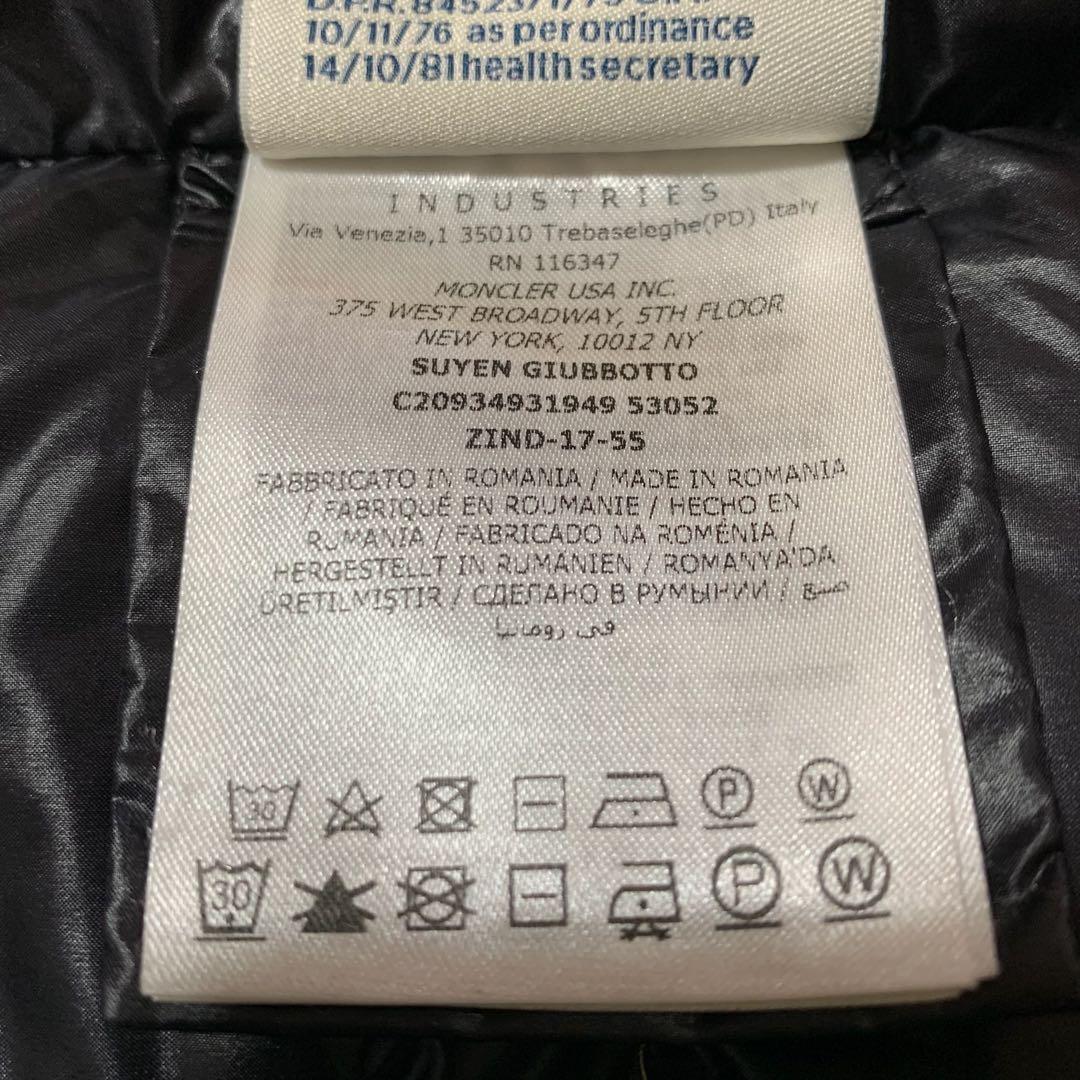 10/11/76 as per ordinance
14/10/81 health secretary
INDUSTRIES
Via Venezia,1 35010 Trebaseleghe(PD) Italy
RN 116347
MONCLER USA INC.
375 WEST BROADWAY, 5TH FLOOR
NEW YORK, 10012 NY
SUYEN GIUBBOTTO
C20934931949 53052
ZIND-17-55
FABBRICATO IN ROMANIA / MADE IN ROMANIA
/ FABRIQUÉ EN ROUMANIE / HECHO EN
RUMANIA / FABRICADO NA ROMÉNIA /
HERGESTELLT IN RUMÄNIEN / ROMANYA'DA
ÜRETILMIŞTIR / СДЕЛАНО В РУМЫНИИ / صنع
في رومانيا
30 P W
30 P W